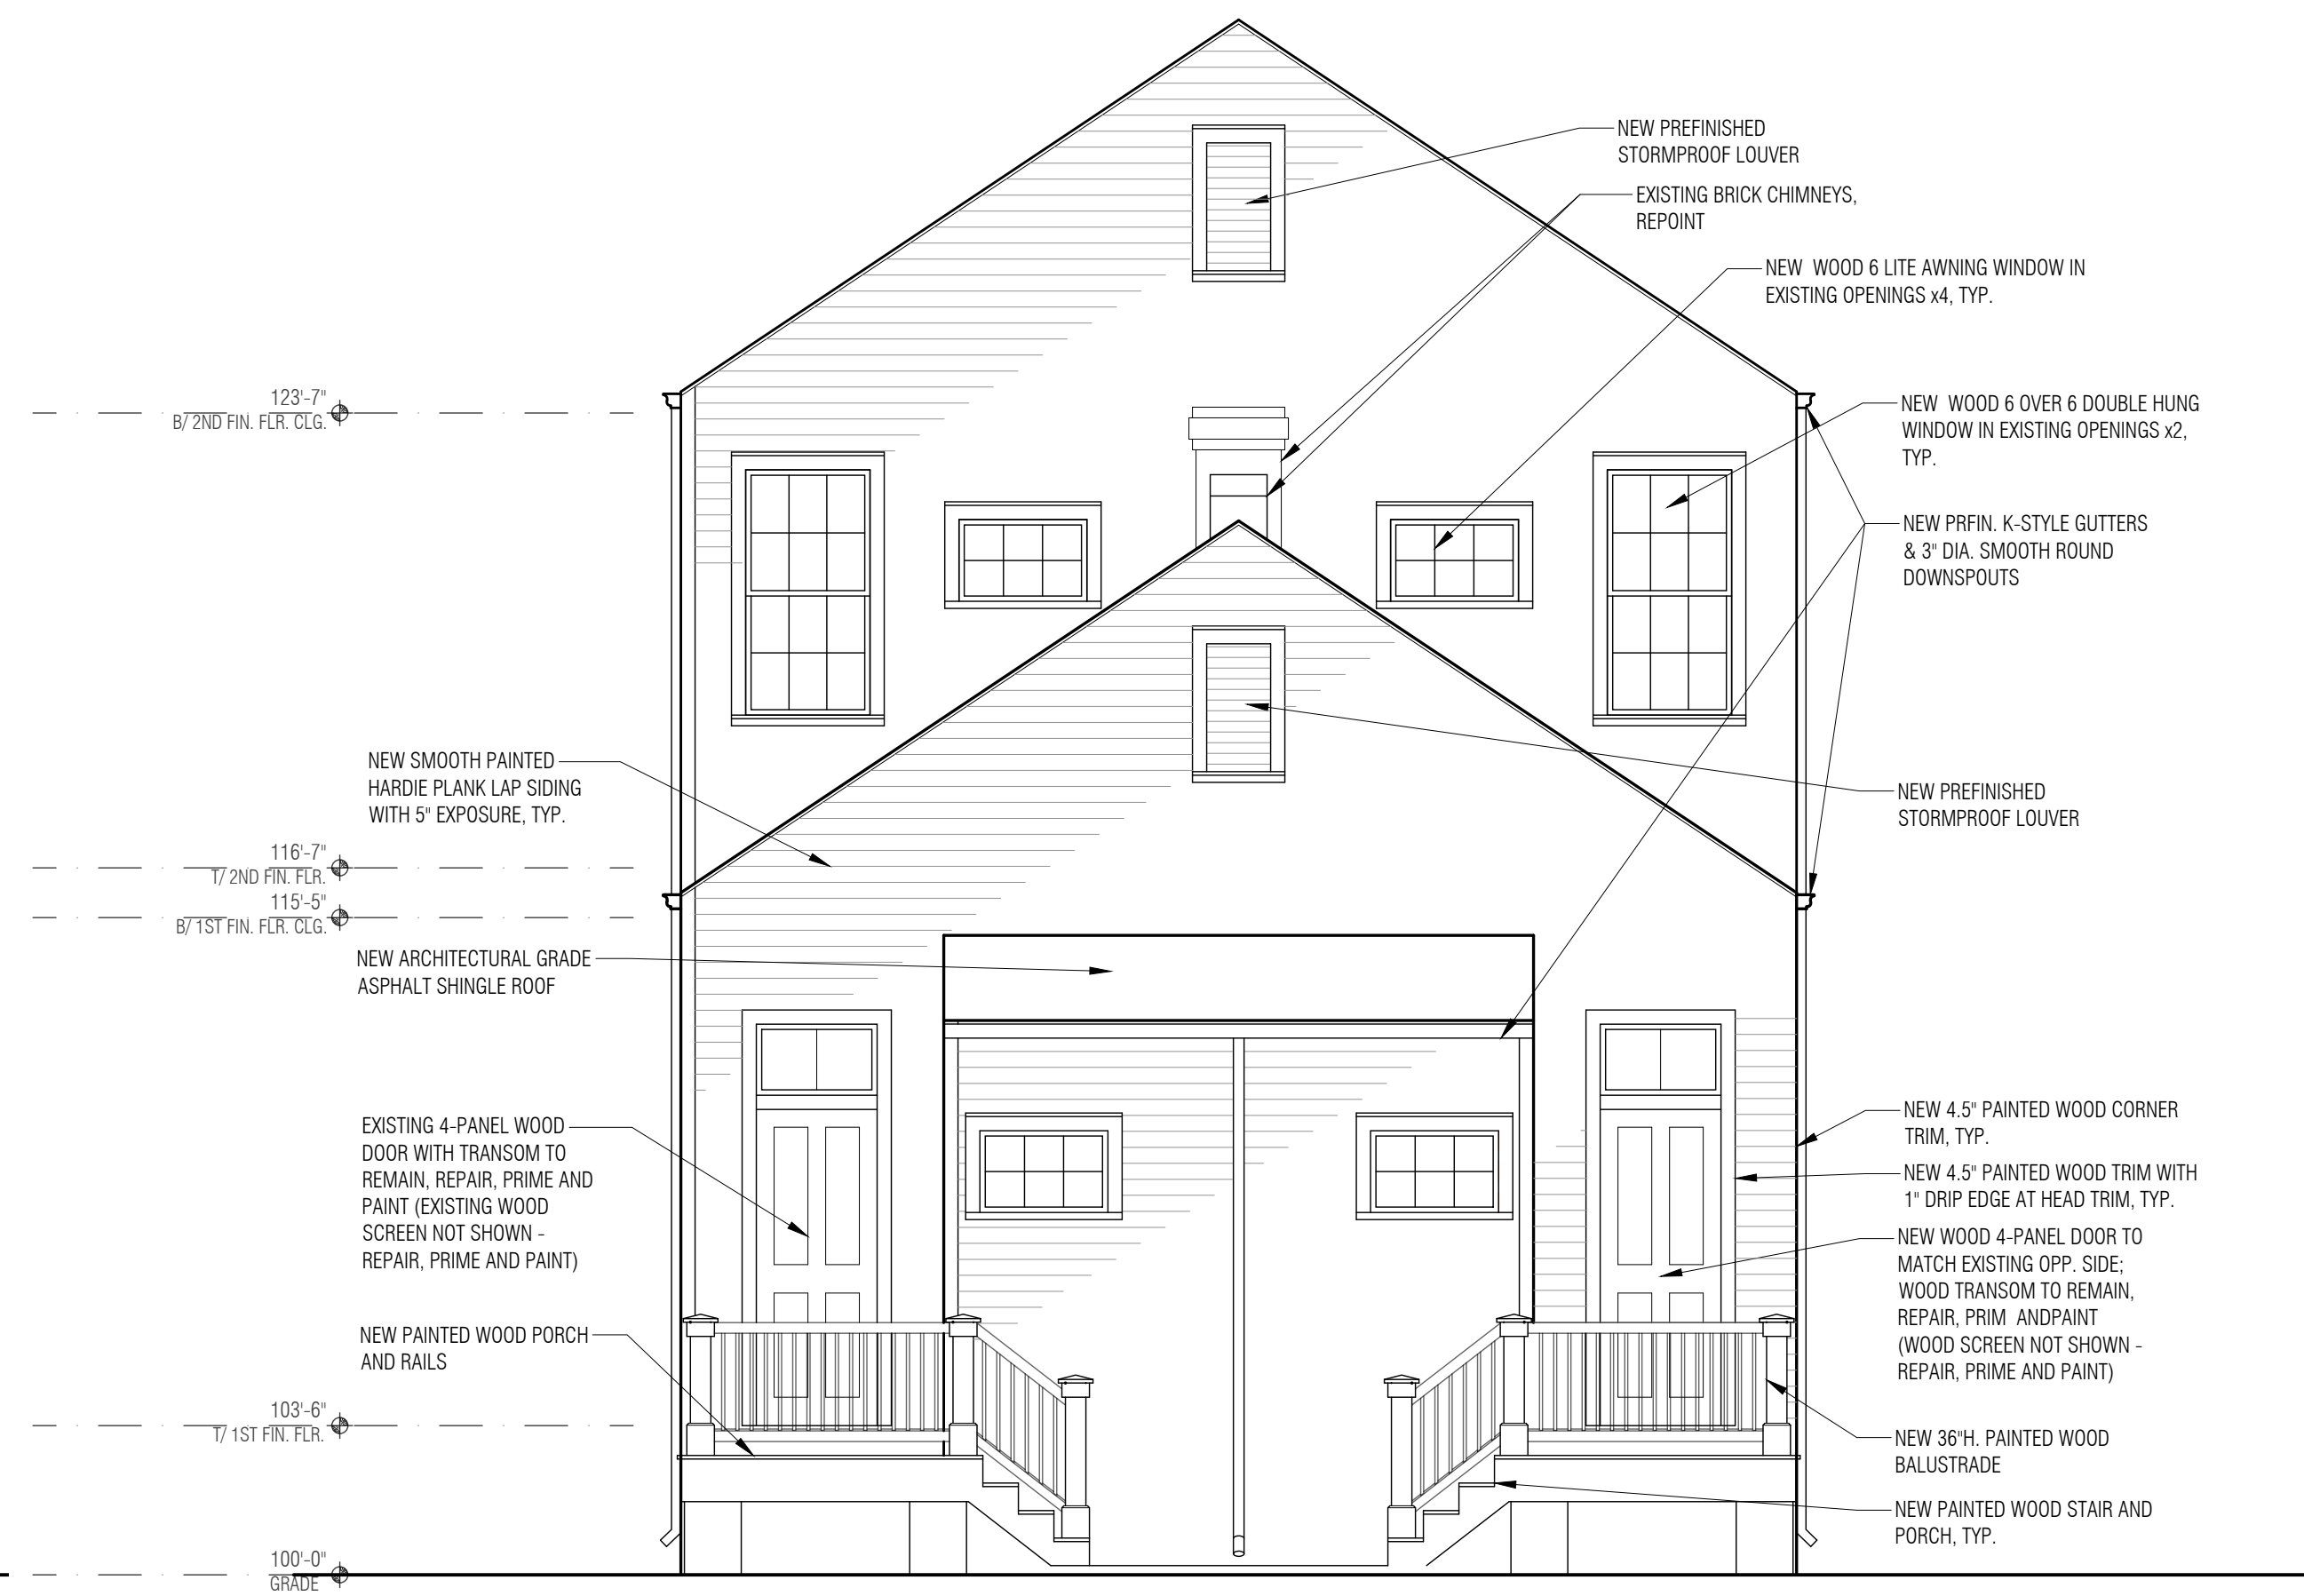 NEW PREFINISHED
STORMPROOF LOUVER
EXISTING BRICK CHIMNEYS,
REPOINT
NEW WOOD 6 LITE AWNING WINDOW IN
EXISTING OPENINGS x4, TYP.
NEW WOOD 6 OVER 6 DOUBLE HUNG
WINDOW IN EXISTING OPENINGS x2,
TYP.
NEW PRFIN. K-STYLE GUTTERS
& 3" DIA. SMOOTH ROUND
DOWNSPOUTS
NEW PREFINISHED
STORMPROOF LOUVER
NEW 4.5" PAINTED WOOD CORNER
TRIM, TYP.
NEW 4.5" PAINTED WOOD TRIM WITH
1" DRIP EDGE AT HEAD TRIM, TYP.
NEW WOOD 4-PANEL DOOR TO
MATCH EXISTING OPP. SIDE;
WOOD TRANSOM TO REMAIN,
REPAIR, PRIM ANDPAINT
(WOOD SCREEN NOT SHOWN -
REPAIR, PRIME AND PAINT)
NEW 36"H. PAINTED WOOD
BALUSTRADE
NEW PAINTED WOOD STAIR AND
PORCH, TYP.
123'-7"
B/ 2ND FIN. FLR. CLG.
NEW SMOOTH PAINTED
HARDIE PLANK LAP SIDING
WITH 5" EXPOSURE, TYP.
116'-7"
T/ 2ND FIN. FLR.
115'-5"
B/ 1ST FIN. FLR. CLG.
NEW ARCHITECTURAL GRADE
ASPHALT SHINGLE ROOF
EXISTING 4-PANEL WOOD
DOOR WITH TRANSOM TO
REMAIN, REPAIR, PRIME AND
PAINT (EXISTING WOOD
SCREEN NOT SHOWN -
REPAIR, PRIME AND PAINT)
NEW PAINTED WOOD PORCH
AND RAILS
103'-6"
T/ 1ST FIN. FLR.
100'-0"
GRADE